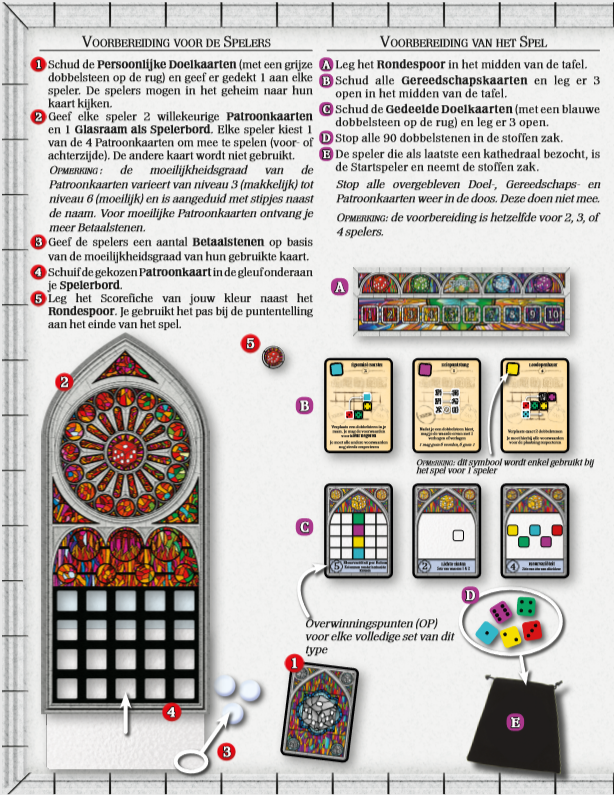 Voorbereiding voor de Spelers
1 Schud de Persoonlijke Doelkaarten (met een grijze
dobbelsteen op de rug) en geef er gedekt 1 aan elke
speler. De spelers mogen in het geheim naar hun
kaart kijken.
2 Geef elke speler 2 willekeurige Patroonkaarten
en 1 Glasraam als Spelerbord. Elke speler kiest 1
van de 4 Patroonkaarten om mee te spelen (voor- of
achterzijde). De andere kaart wordt niet gebruikt.
Opmerking: de moeilijkheidsgraad van de
Patroonkaarten varieert van niveau 3 (makkelijk) tot
niveau 6 (moeilijk) en is aangeduid met stipjes naast
de naam. Voor moeilijke Patroonkaarten ontvang je
meer Betaalstenen.
3 Geef de spelers een aantal Betaalstenen op basis
van de moeilijkheidsgraad van hun gebruikte kaart.
4 Schuif de gekozen Patroonkaart in de gleuf onderaan
je Spelerbord.
5 Leg het Scorefiche van jouw kleur naast het
Rondespoor. Je gebruikt het pas bij de puntentelling
aan het einde van het spel.
Voorbereiding van het Spel
A Leg het Rondespoor in het midden van de tafel.
B Schud alle Gereedschapskaarten en leg er 3
open in het midden van de tafel.
C Schud de Gedeelde Doelkaarten (met een blauwe
dobbelsteen op de rug) en leg er 3 open.
D Stop alle 90 dobbelstenen in de stoffen zak.
E De speler die als laatste een kathedraal bezocht, is
de Startspeler en neemt de stoffen zak.
Stop alle overgebleven Doel-, Gereedschaps- en
Patroonkaarten weer in de doos. Deze doen niet mee.
Opmerking: de voorbereiding is hetzelfde voor 2, 3, of
4 spelers.
A
5
2
B
Opmerking: dit symbool wordt enkel gebruikt bij
het spel voor 1 speler
C
5
2
4
D
Overwinningspunten (OP)
voor elke volledige set van dit
type
1
4
E
3